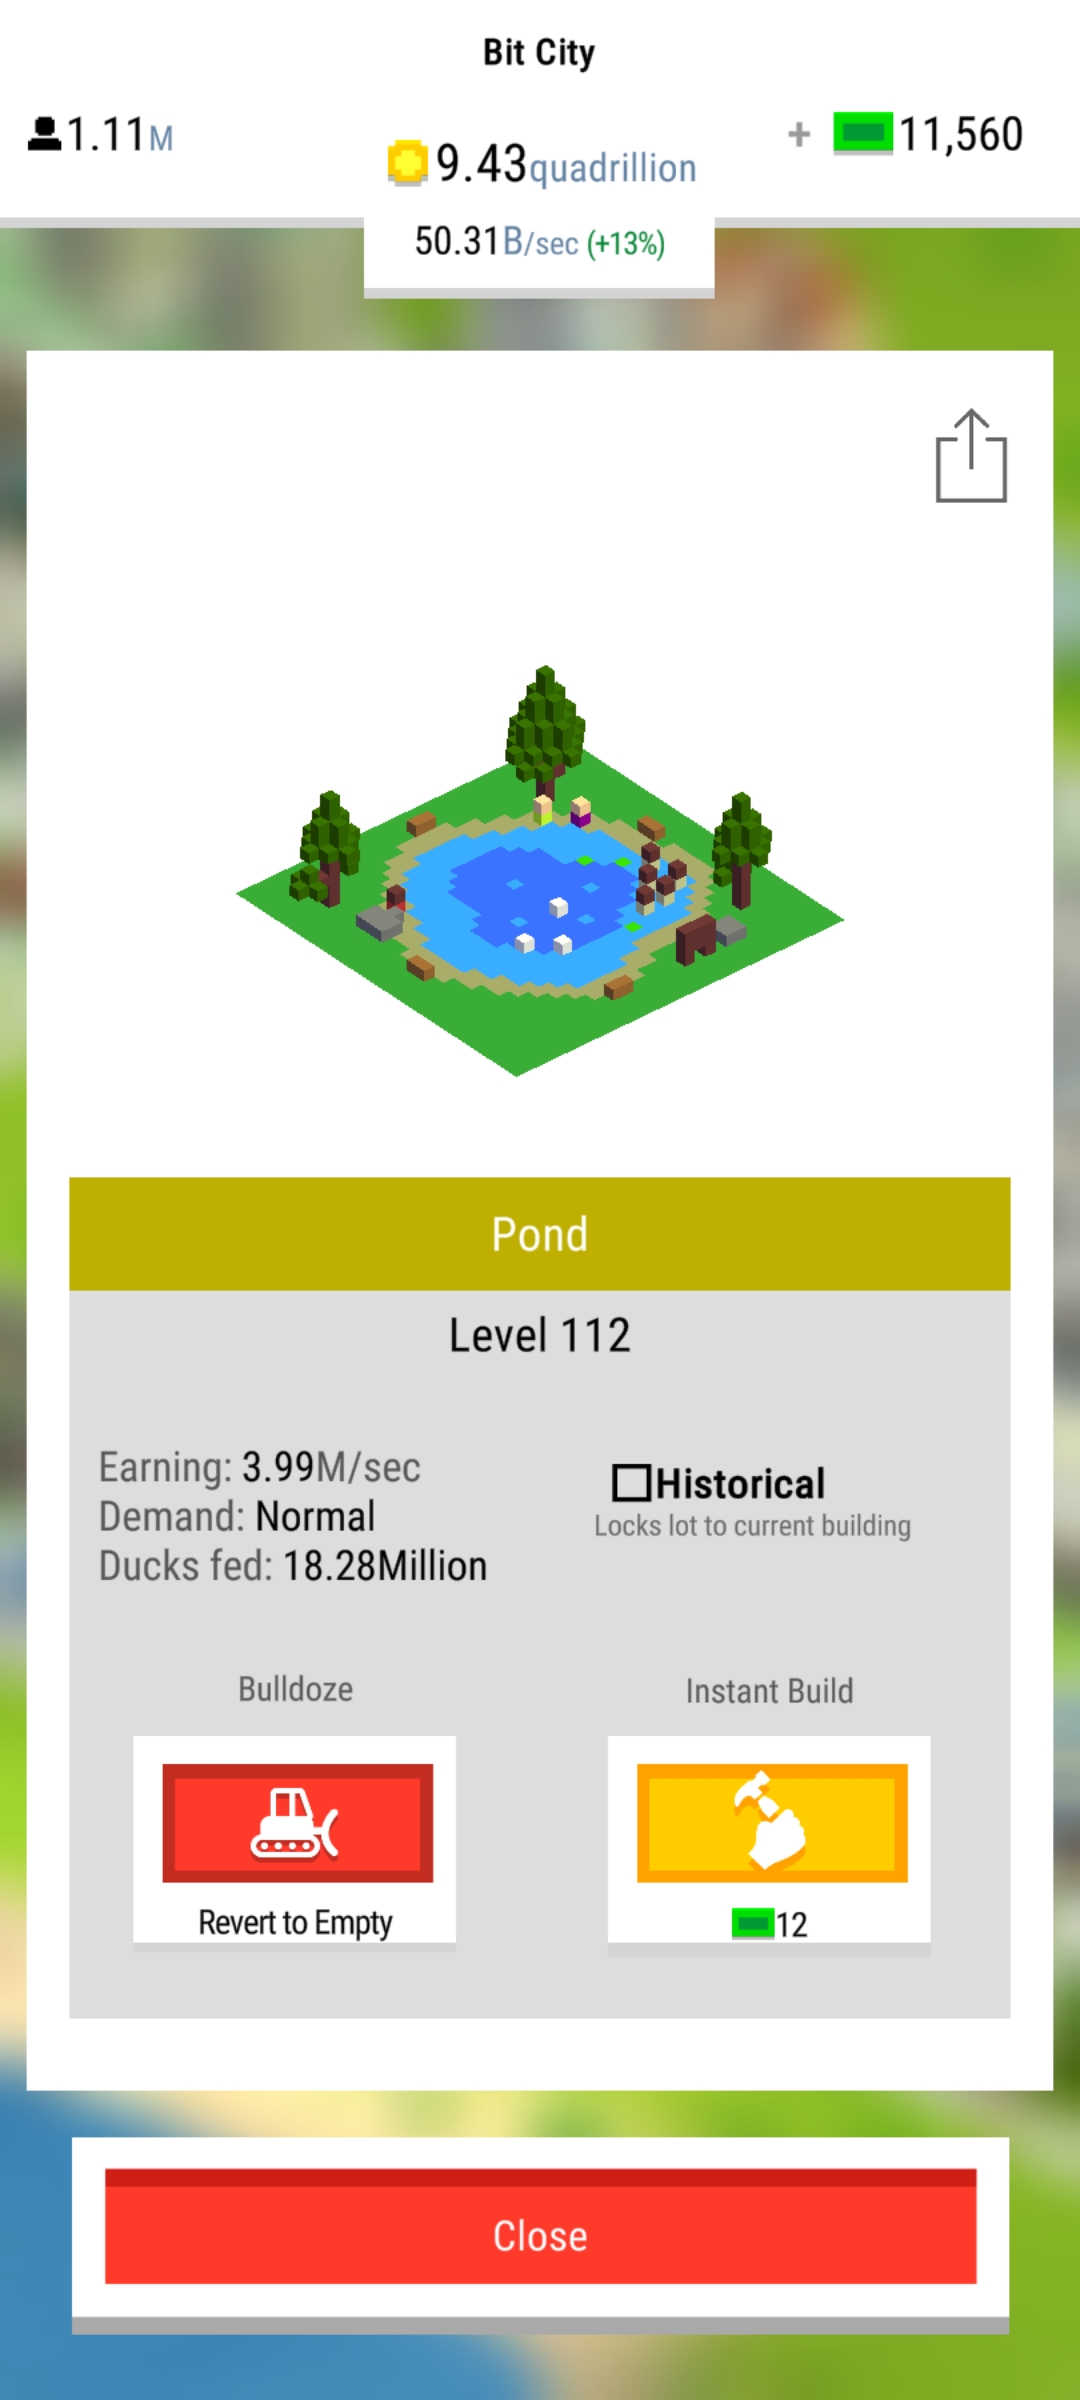 Bit City
1.11M
9.43quadrillion
+ 11,560
50.31B/sec (+13%)
Pond
Level 112
Earning: 3.99M/sec
Demand: Normal
Ducks fed: 18.28Million
Historical
Locks lot to current building
Bulldoze
Instant Build
Revert to Empty
12
Close